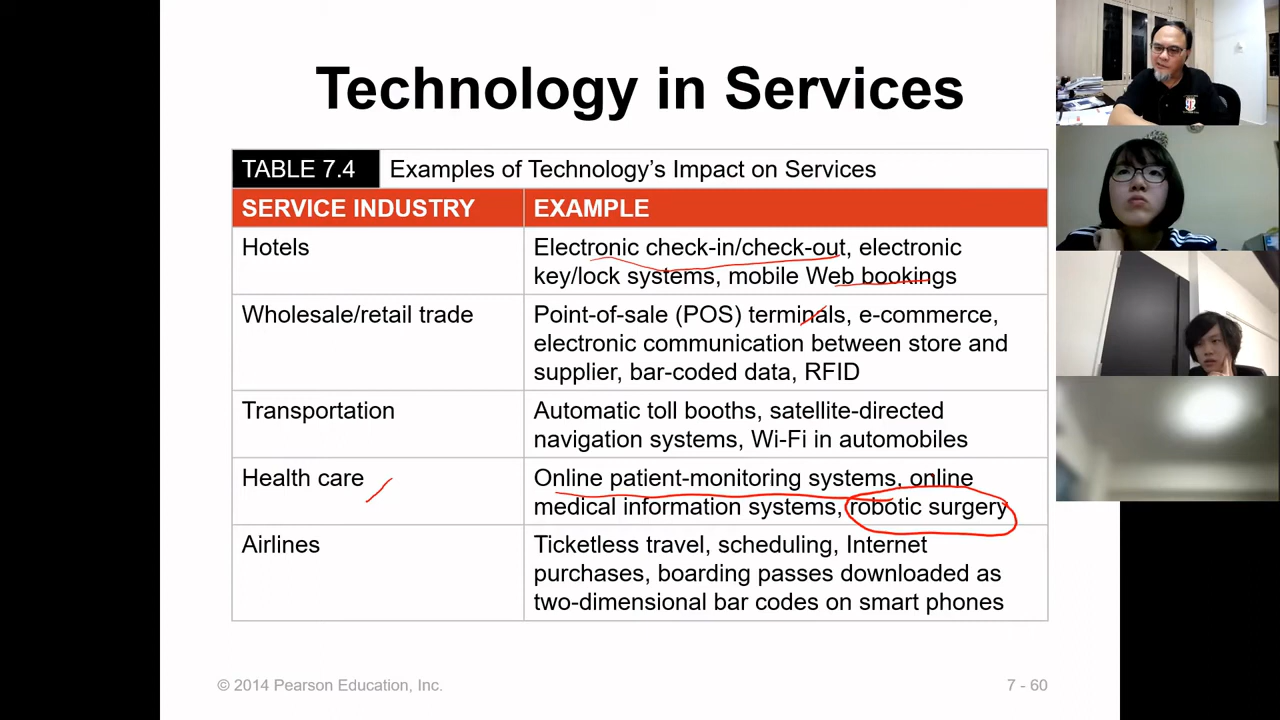 Technology in Services
TABLE 7.4 Examples of Technology's Impact on Services
SERVICE INDUSTRY EXAMPLE
Hotels Electronic check-in/check-out, electronic
key/lock systems, mobile Web bookings
Wholesale/retail trade Point-of-sale (POS) terminals, e-commerce,
electronic communication between store and
supplier, bar-coded data, RFID
Transportation Automatic toll booths, satellite-directed
navigation systems, Wi-Fi in automobiles
Health care Online patient-monitoring systems, online
medical information systems, robotic surgery
Airlines Ticketless travel, scheduling, Internet
purchases, boarding passes downloaded as
two-dimensional bar codes on smart phones
© 2014 Pearson Education, Inc. 7 - 60